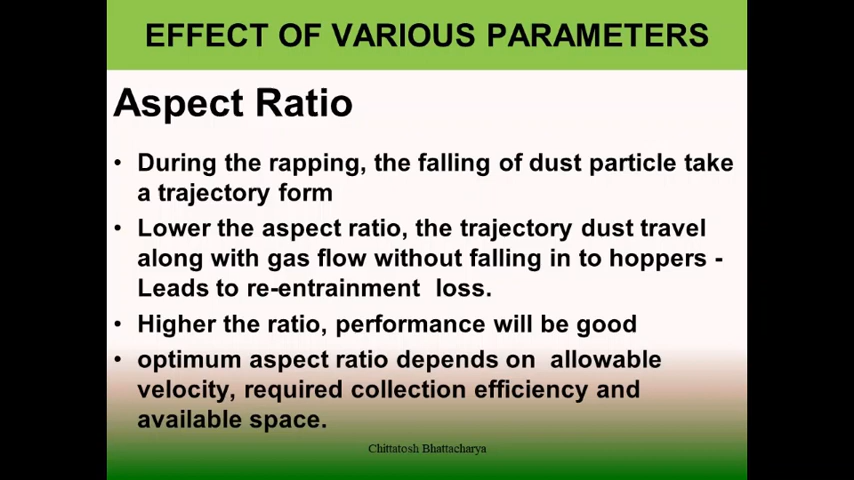 EFFECT OF VARIOUS PARAMETERS
Aspect Ratio
• During the rapping, the falling of dust particle take
a trajectory form
• Lower the aspect ratio, the trajectory dust travel
along with gas flow without falling in to hoppers -
Leads to re-entrainment loss.
• Higher the ratio, performance will be good
• optimum aspect ratio depends on allowable
velocity, required collection efficiency and
available space.
Chittatosh Bhattacharya